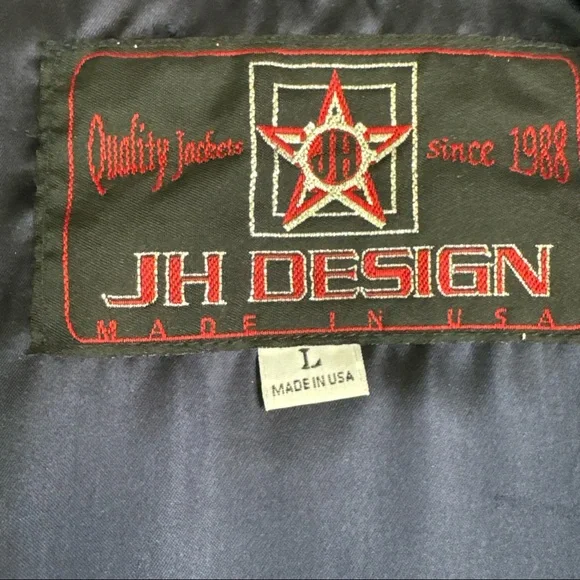 Quality Jackets since 1988
JH
JH DESIGN
MADE IN USA
L
MADE IN USA